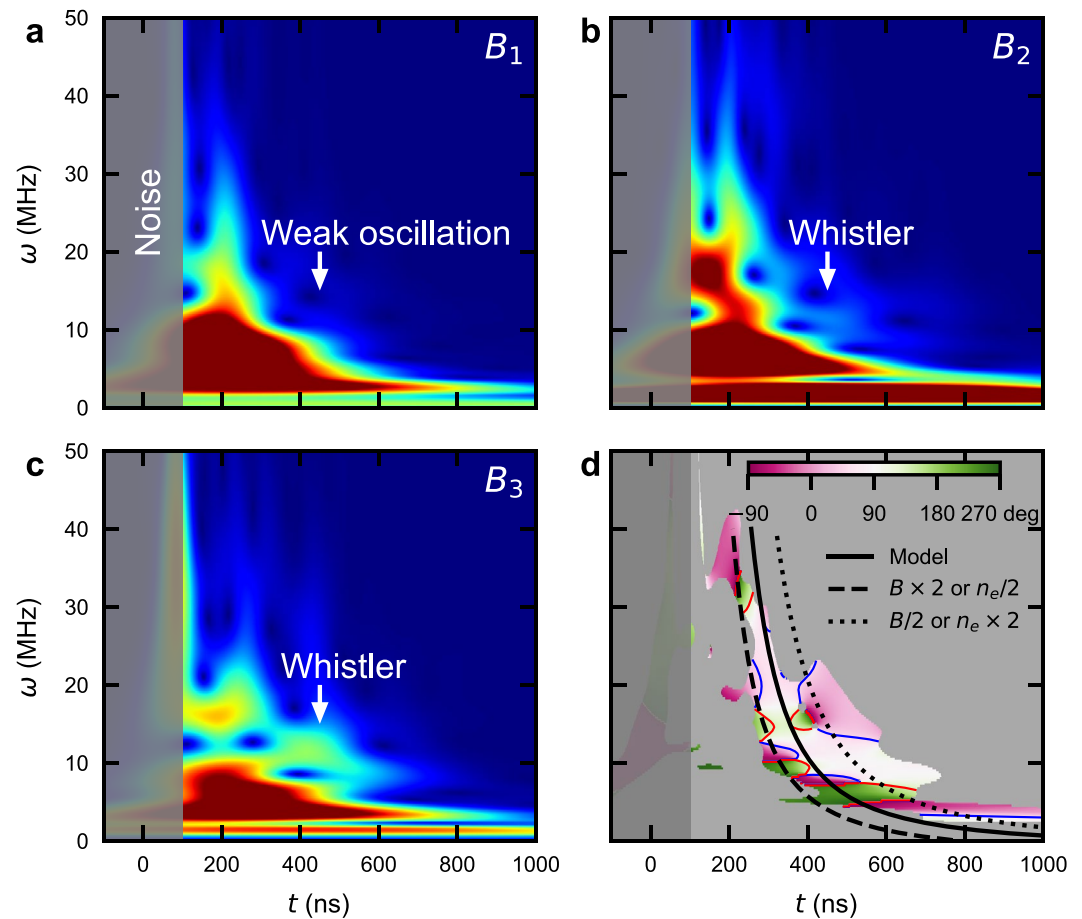 a
B₁
50
40
30
20
10
0
ω (MHz)
Noise
Weak oscillation
b
B₂
Whistler
c
B₃
50
40
30
20
10
0
ω (MHz)
Whistler
0 200 400 600 800 1000
t (ns)
d
−90 0 90 180 270 deg
Model
B × 2 or nₑ/2
B/2 or nₑ × 2
0 200 400 600 800 1000
t (ns)